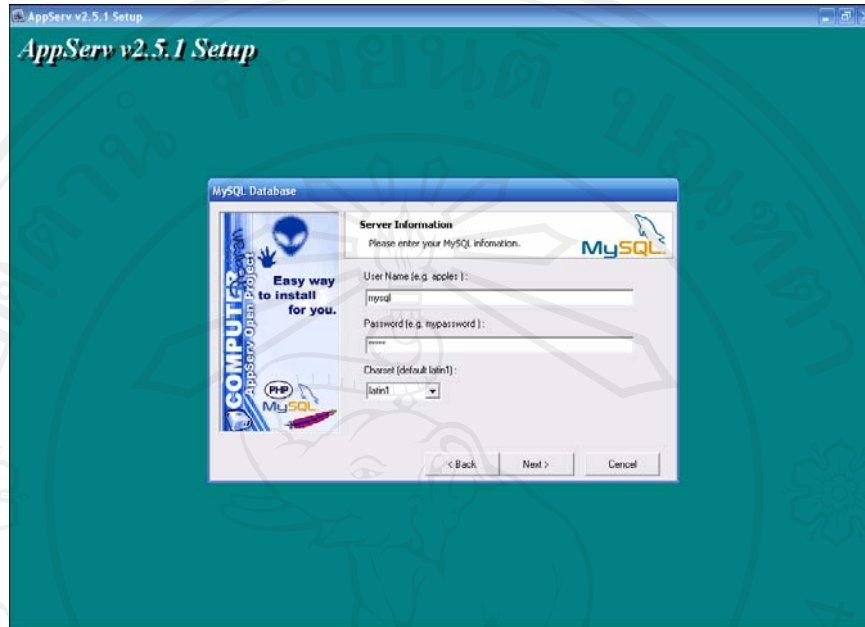 AppServ v2.5.1 Setup
AppServ v2.5.1 Setup
MySQL Database
Server Information
Please enter your MySQL infomation.
MySQL
Easy way
to install
for you.
COMPUTER
AppServ Open Project
PHP
MySQL
User Name (e.g. apples ) :
mysql
Password (e.g. mypassword ) :
*****
Charset (default latin1) :
latin1
< Back
Next >
Cancel